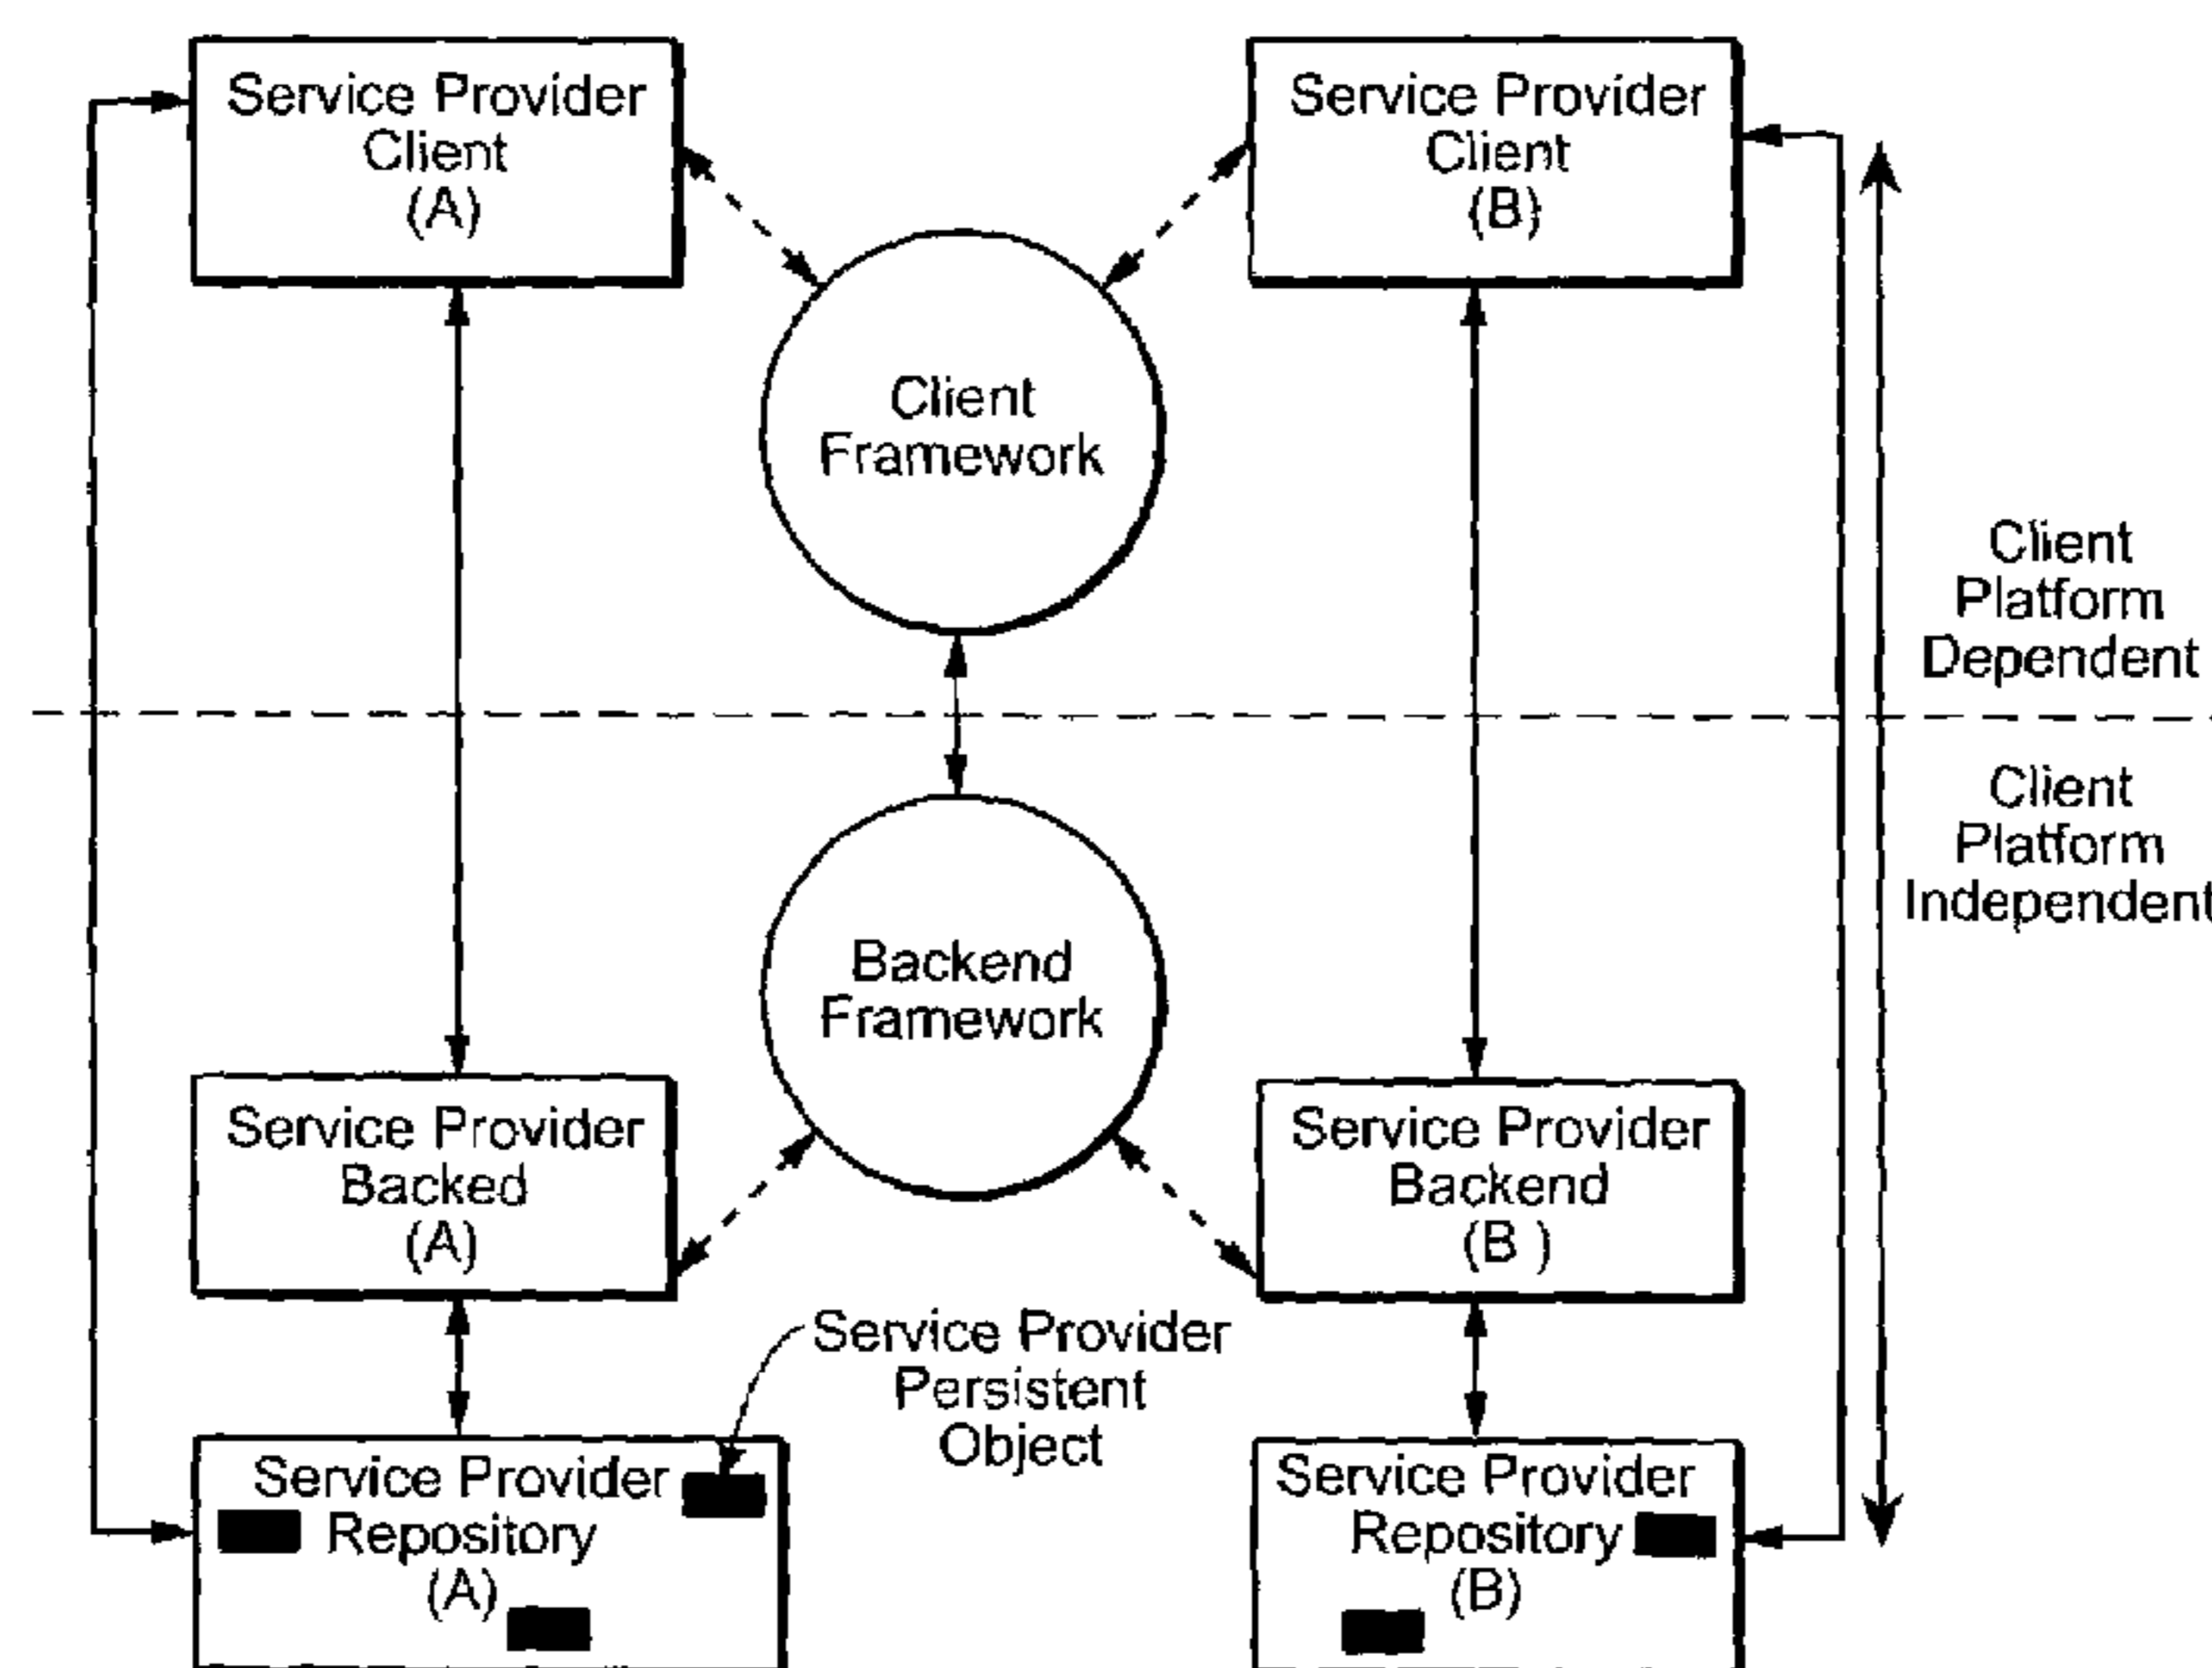 Service Provider
Client
(A)
Service Provider
Client
(B)
Client
Framework
Client
Platform
Dependent
Client
Platform
Independent
Backend
Framework
Service Provider
Backed
(A)
Service Provider
Backend
(B )
Service Provider
Persistent
Object
Service Provider
Repository
(A)
Service Provider
Repository
(B)